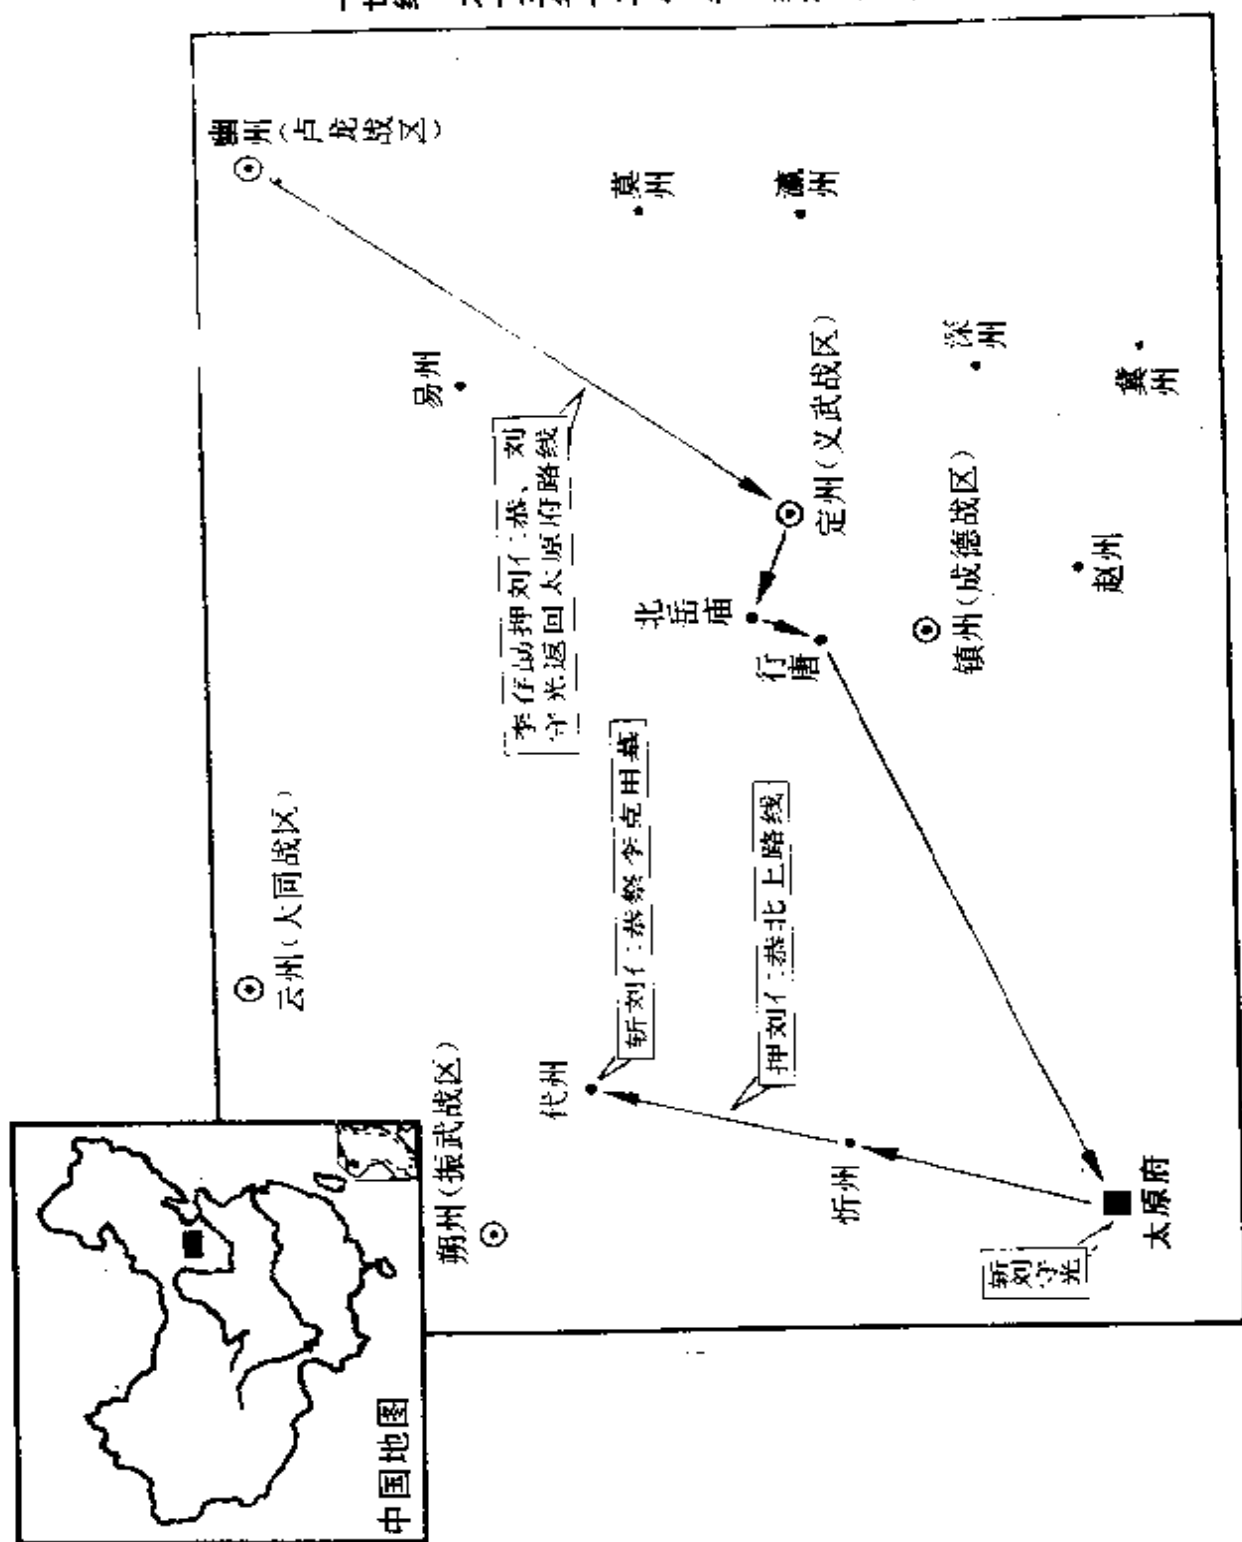 中国地图
幽州(卢龙战区)
云州(大同战区)
易州
朔州(振武战区)
李存勖押刘仁恭、刘
守光返回太原府路线
代州
斩刘仁恭祭李克用墓
莫州
北岳庙
押刘仁恭北上路线
行唐
瀛州
定州(义武战区)
忻州
镇州(成德战区)
深州
斩刘守光
赵州
冀州
太原府